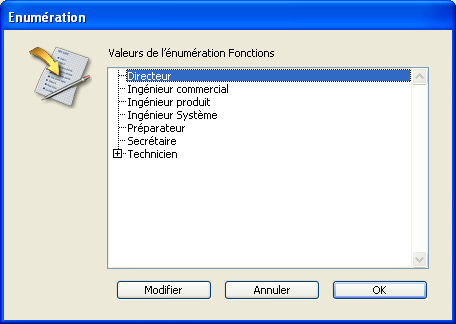 Enumération
Valeurs de l'énumération Fonctions
Directeur
Ingénieur commercial
Ingénieur produit
Ingénieur Système
Préparateur
Secrétaire
Technicien
Modifier Annuler OK